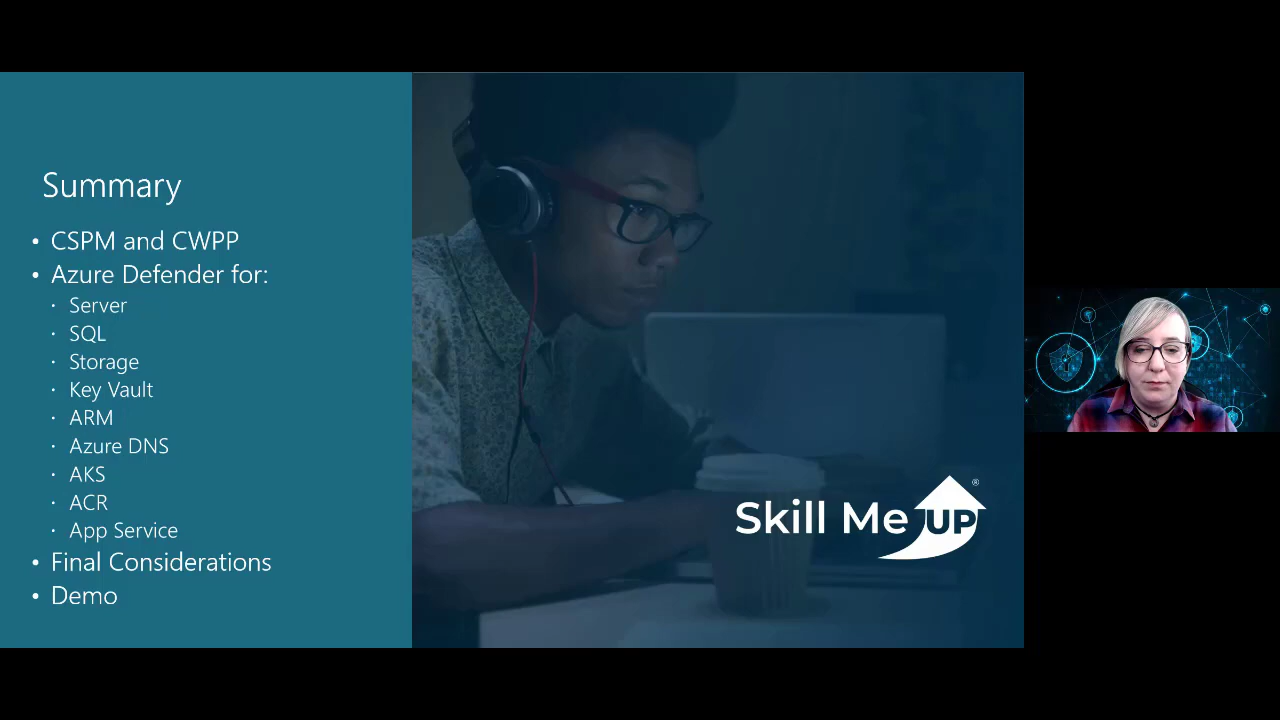 Summary
• CSPM and CWPP
• Azure Defender for:
• Server
• SQL
• Storage
• Key Vault
• ARM
• Azure DNS
• AKS
• ACR
• App Service
• Final Considerations
• Demo
Skill Me UP®